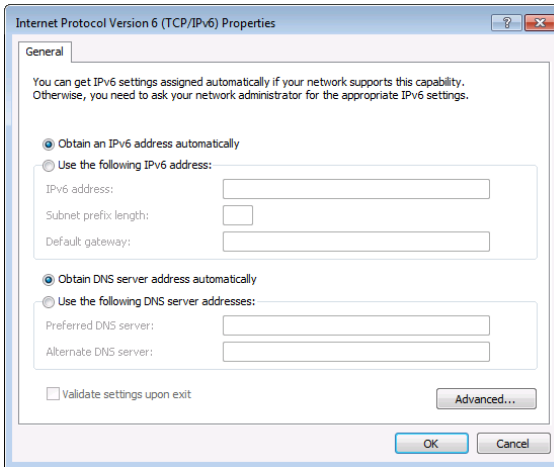 Internet Protocol Version 6 (TCP/IPv6) Properties
General
You can get IPv6 settings assigned automatically if your network supports this capability.
Otherwise, you need to ask your network administrator for the appropriate IPv6 settings.
Obtain an IPv6 address automatically
Use the following IPv6 address:
IPv6 address:
Subnet prefix length:
Default gateway:
Obtain DNS server address automatically
Use the following DNS server addresses:
Preferred DNS server:
Alternate DNS server:
Validate settings upon exit
Advanced...
OK Cancel